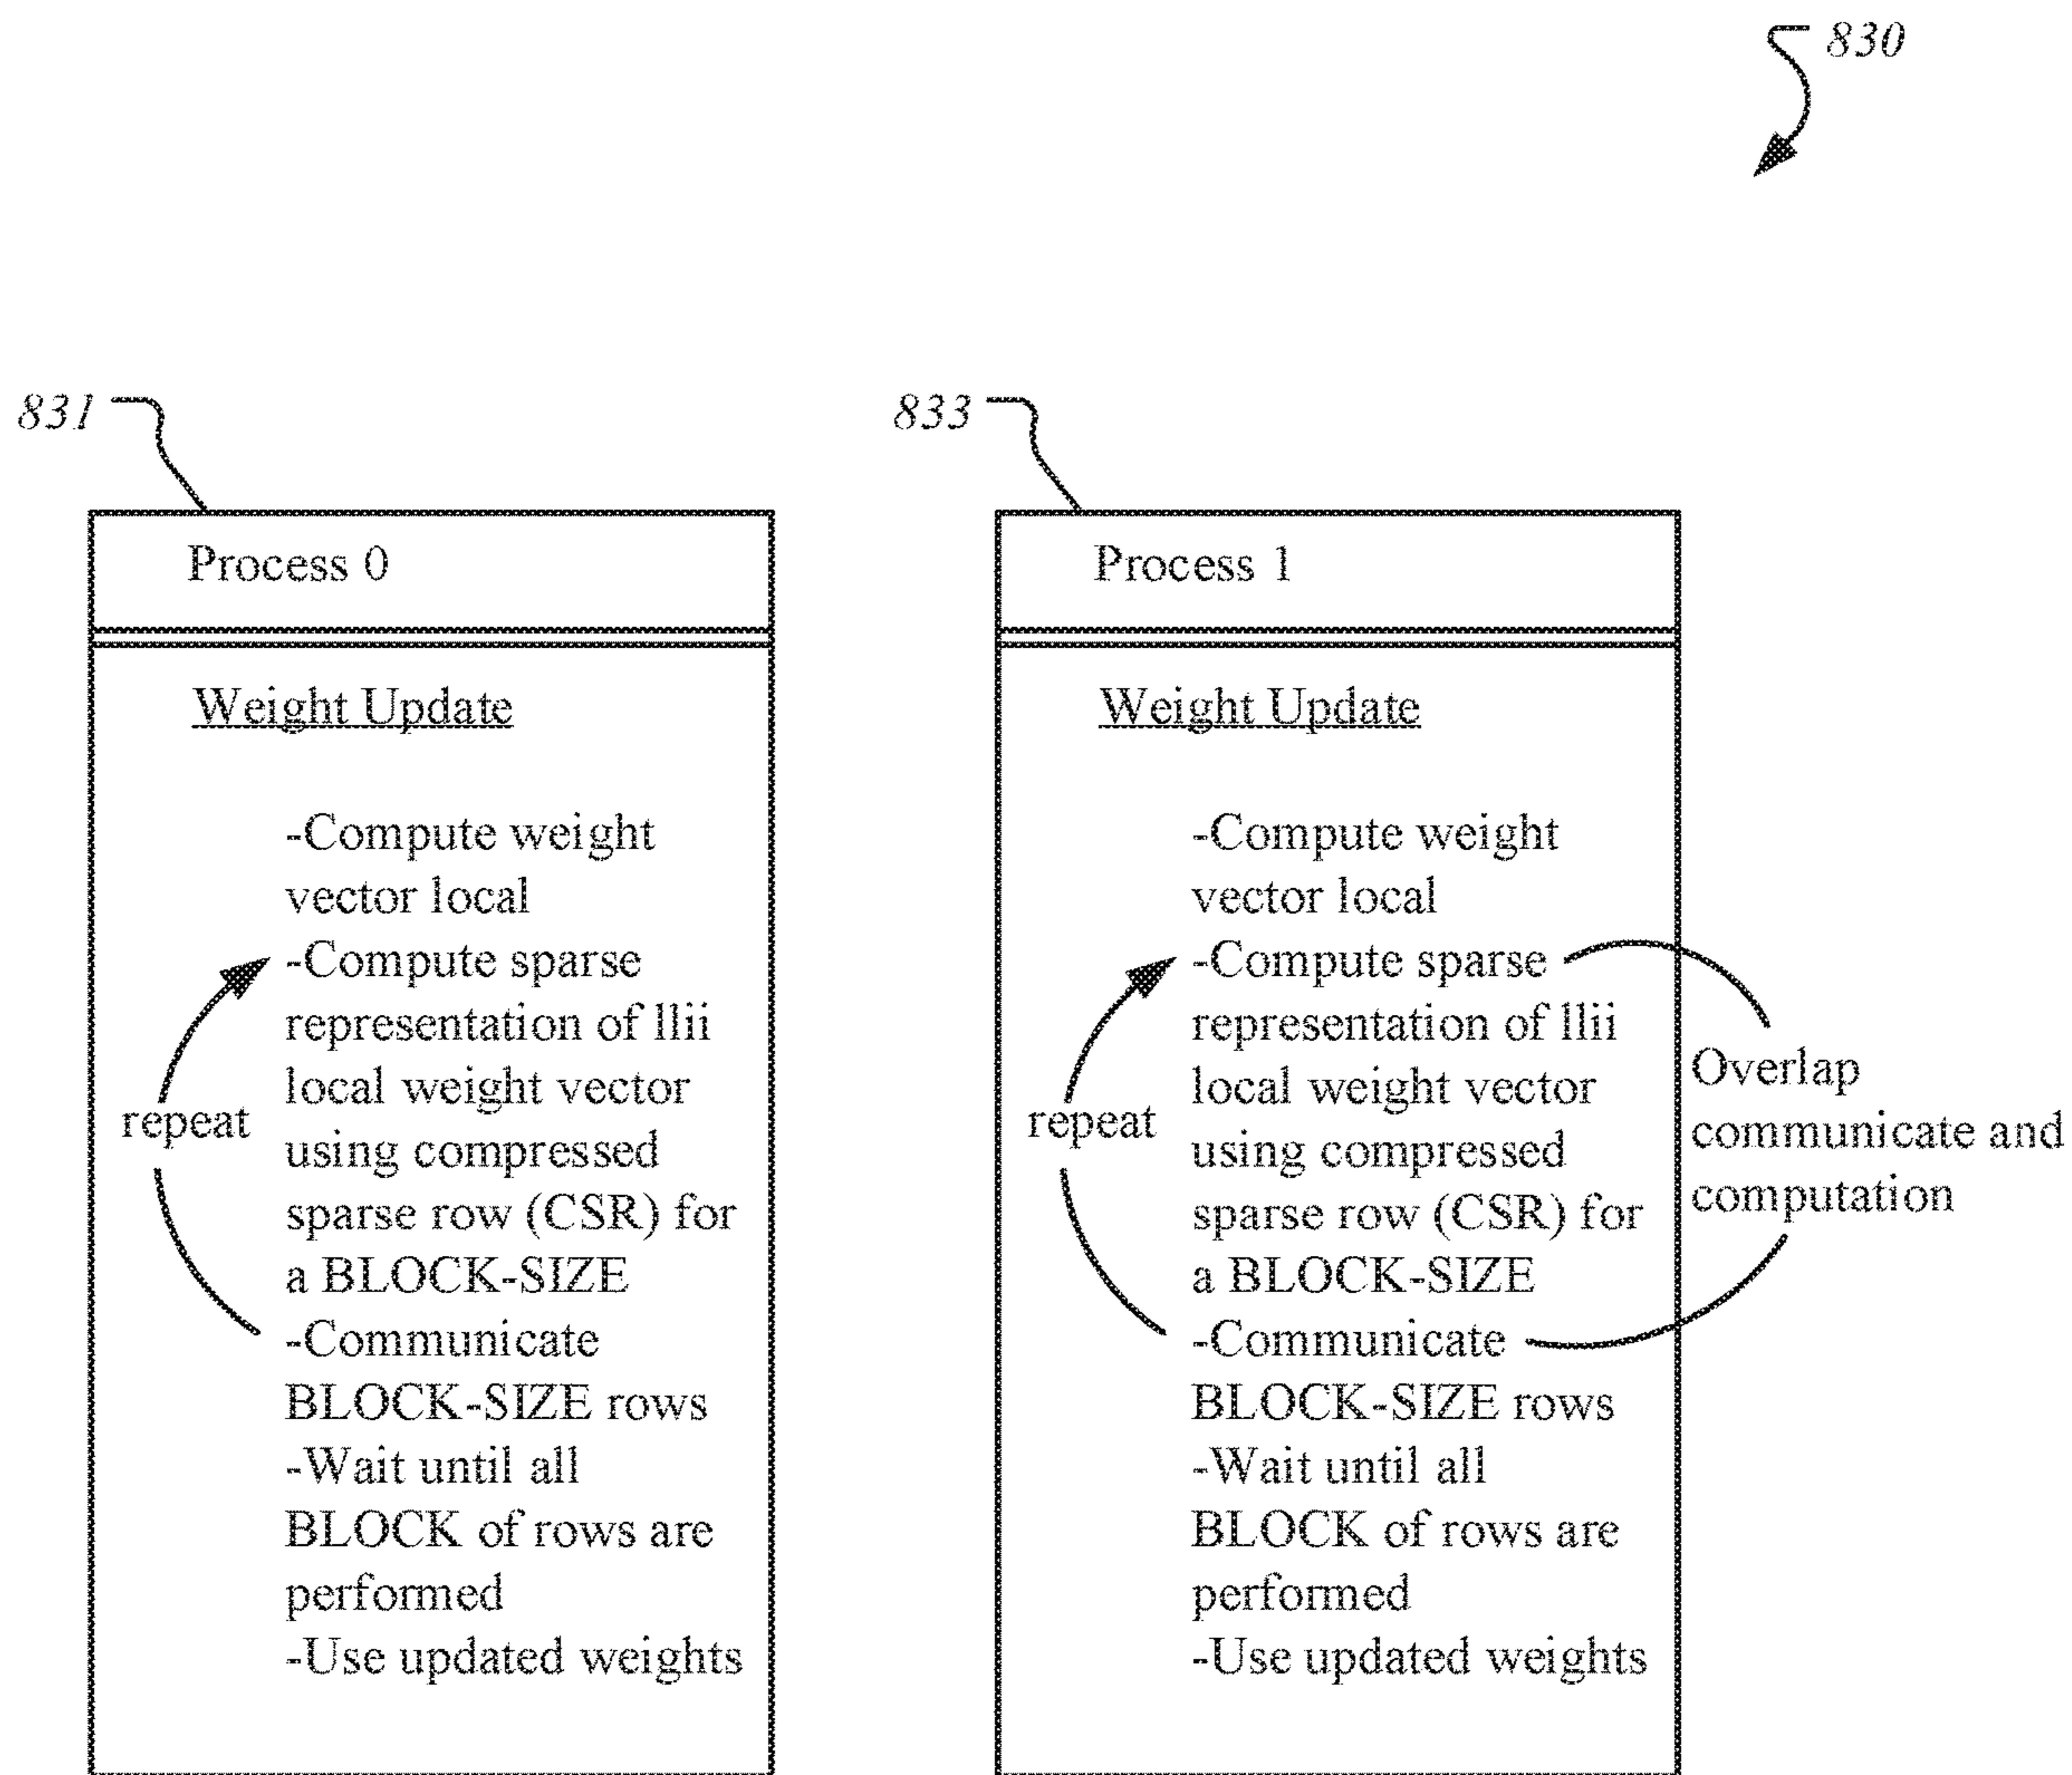 830
831
Process 0
Weight Update
-Compute weight
vector local
-Compute sparse
representation of llii
local weight vector
using compressed
sparse row (CSR) for
a BLOCK-SIZE
-Communicate
BLOCK-SIZE rows
-Wait until all
BLOCK of rows are
performed
-Use updated weights
repeat
833
Process 1
Weight Update
-Compute weight
vector local
-Compute sparse
representation of llii
local weight vector
using compressed
sparse row (CSR) for
a BLOCK-SIZE
-Communicate
BLOCK-SIZE rows
-Wait until all
BLOCK of rows are
performed
-Use updated weights
repeat
Overlap
communicate and
computation